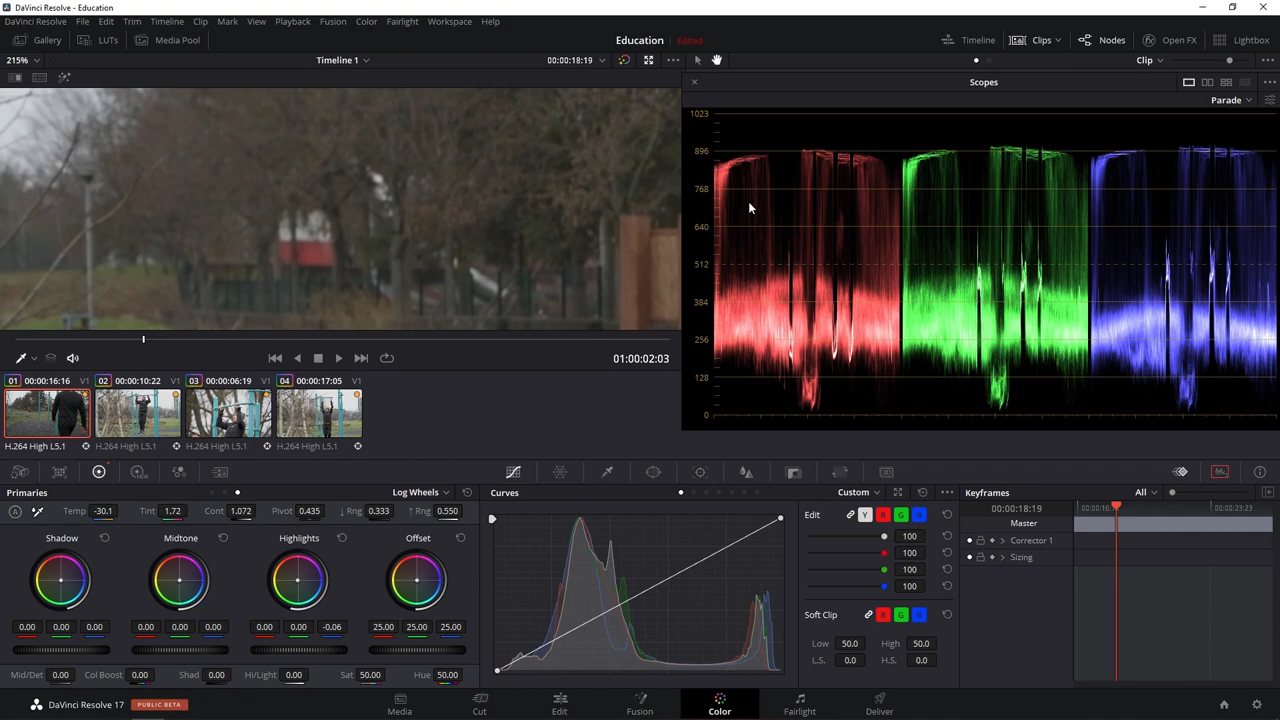 DaVinci Resolve - Education
DaVinci Resolve File Edit Trim Timeline Clip Mark View Playback Fusion Color Fairlight Workspace Help
Gallery LUTs Media Pool Education Edited Timeline Clips Nodes Open FX Lightbox
215% Timeline 1 00:00:18:19 Clip
Scopes
Parade
1023
896
768
640
512
384
256
128
0
01:00:02:03
01 00:00:16:16 V1 02 00:00:10:22 V1 03 00:00:06:19 V1 04 00:00:17:05 V1
H.264 High L5.1 H.264 High L5.1 H.264 High L5.1 H.264 High L5.1
Primaries Log Wheels Curves Custom Keyframes All
Temp -30.1 Tint 1.72 Cont 1.072 Pivot 0.435 ↓ Rng 0.333 ↑ Rng 0.550
Shadow Midtone Highlights Offset
0.00 0.00 0.00 0.00 0.00 0.00 0.00 0.00 -0.06 25.00 25.00 25.00
Mid/Det 0.00 Col Boost 0.00 Shad 0.00 Hi/Light 0.00 Sat 50.00 Hue 50.00
Edit Y R G B
100
100
100
100
Soft Clip R G B
Low 50.0 High 50.0
L.S. 0.0 H.S. 0.0
00:00:18:19 00:00:23:23
Master
Corrector 1
Sizing
DaVinci Resolve 17 PUBLIC BETA
Media Cut Edit Fusion Color Fairlight Deliver